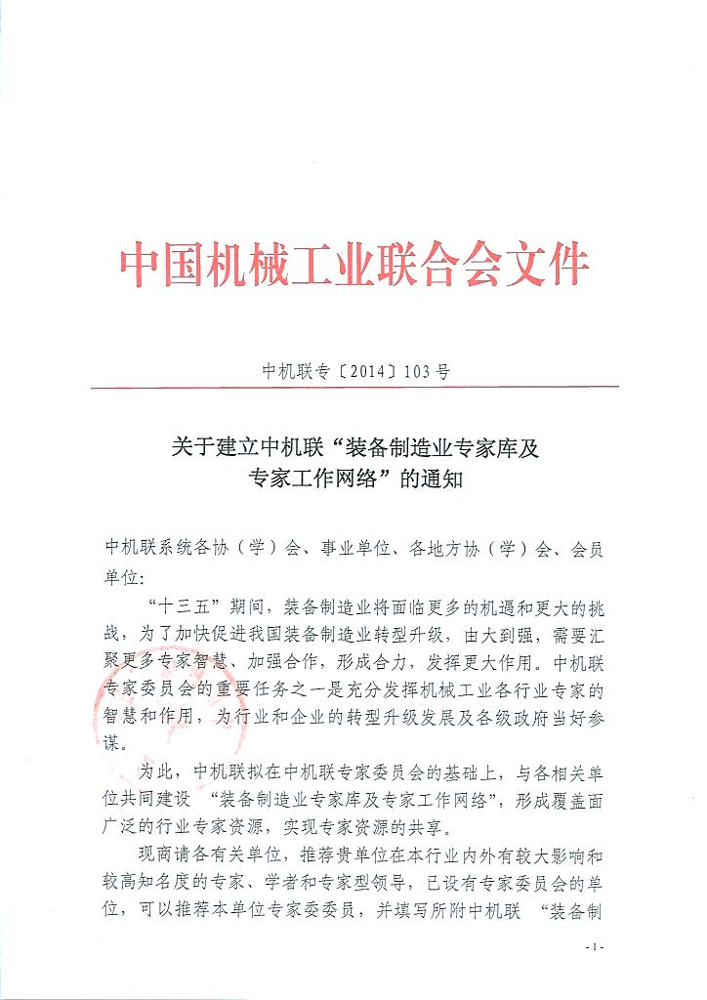 中国机械工业联合会文件
中机联专〔2014〕103 号
关于建立中机联“装备制造业专家库及
专家工作网络”的通知
中机联系统各协（学）会、事业单位、各地方协（学）会、会员
单位：
“十三五”期间，装备制造业将面临更多的机遇和更大的挑
战，为了加快促进我国装备制造业转型升级，由大到强，需要汇
聚更多专家智慧、加强合作，形成合力，发挥更大作用。中机联
专家委员会的重要任务之一是充分发挥机械工业各行业专家的
智慧和作用，为行业和企业的转型升级发展及各级政府当好参
谋。
为此，中机联拟在中机联专家委员会的基础上，与各相关单
位共同建设 “装备制造业专家库及专家工作网络”，形成覆盖面
广泛的行业专家资源，实现专家资源的共享。
现商请各有关单位，推荐贵单位在本行业内外有较大影响和
较高知名度的专家、学者和专家型领导，已设有专家委员会的单
位，可以推荐本单位专家委委员，并填写所附中机联 “装备制
- 1 -